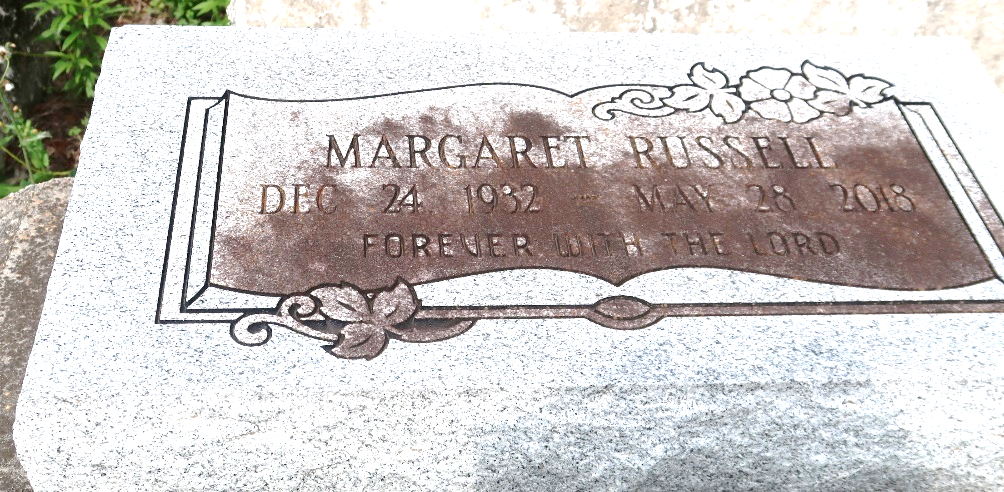 MARGARET RUSSELL
DEC 24 1932 - MAY 28 2018
FOREVER WITH THE LORD